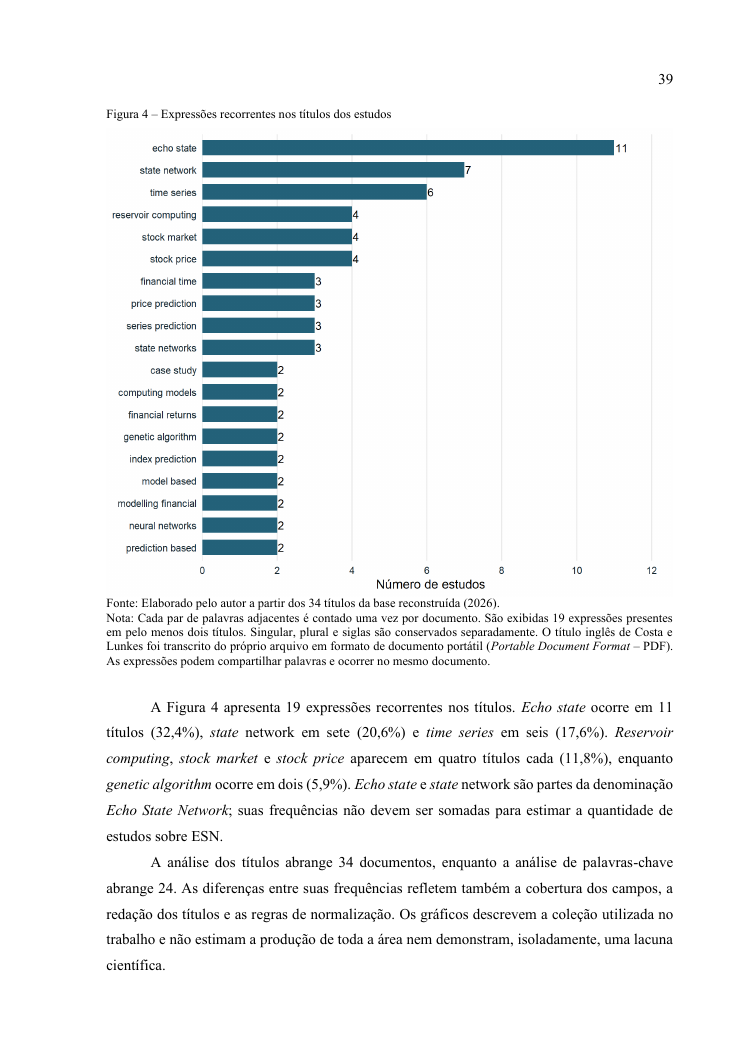 39
Figura 4 – Expressões recorrentes nos títulos dos estudos
echo state 11
state network 7
time series 6
reservoir computing 4
stock market 4
stock price 4
financial time 3
price prediction 3
series prediction 3
state networks 3
case study 2
computing models 2
financial returns 2
genetic algorithm 2
index prediction 2
model based 2
modelling financial 2
neural networks 2
prediction based 2
0 2 4 6 8 10 12
Número de estudos
Fonte: Elaborado pelo autor a partir dos 34 títulos da base reconstruída (2026).
Nota: Cada par de palavras adjacentes é contado uma vez por documento. São exibidas 19 expressões presentes
em pelo menos dois títulos. Singular, plural e siglas são conservados separadamente. O título inglês de Costa e
Lunkes foi transcrito do próprio arquivo em formato de documento portátil (Portable Document Format – PDF).
As expressões podem compartilhar palavras e ocorrer no mesmo documento.
A Figura 4 apresenta 19 expressões recorrentes nos títulos. Echo state ocorre em 11
títulos (32,4%), state network em sete (20,6%) e time series em seis (17,6%). Reservoir
computing, stock market e stock price aparecem em quatro títulos cada (11,8%), enquanto
genetic algorithm ocorre em dois (5,9%). Echo state e state network são partes da denominação
Echo State Network; suas frequências não devem ser somadas para estimar a quantidade de
estudos sobre ESN.
A análise dos títulos abrange 34 documentos, enquanto a análise de palavras-chave
abrange 24. As diferenças entre suas frequências refletem também a cobertura dos campos, a
redação dos títulos e as regras de normalização. Os gráficos descrevem a coleção utilizada no
trabalho e não estimam a produção de toda a área nem demonstram, isoladamente, uma lacuna
científica.